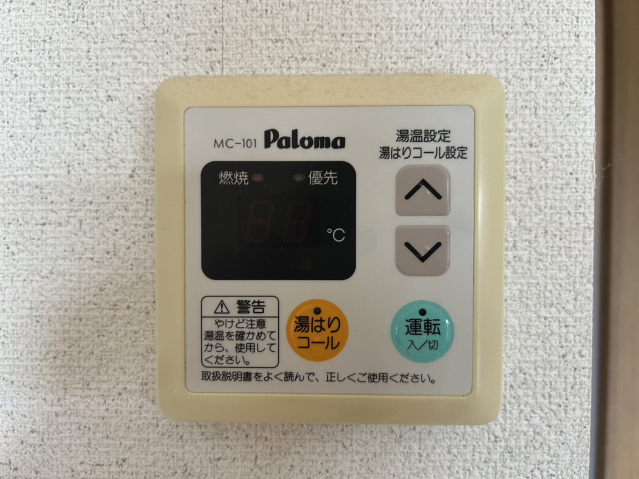 MC-101 Paloma
湯温設定
湯はりコール設定
燃焼 優先
℃
警告
やけど注意
湯温を確かめて
から、使用して
ください。
湯はり
コール
運転
入/切
取扱説明書をよく読んで、正しくご使用ください。